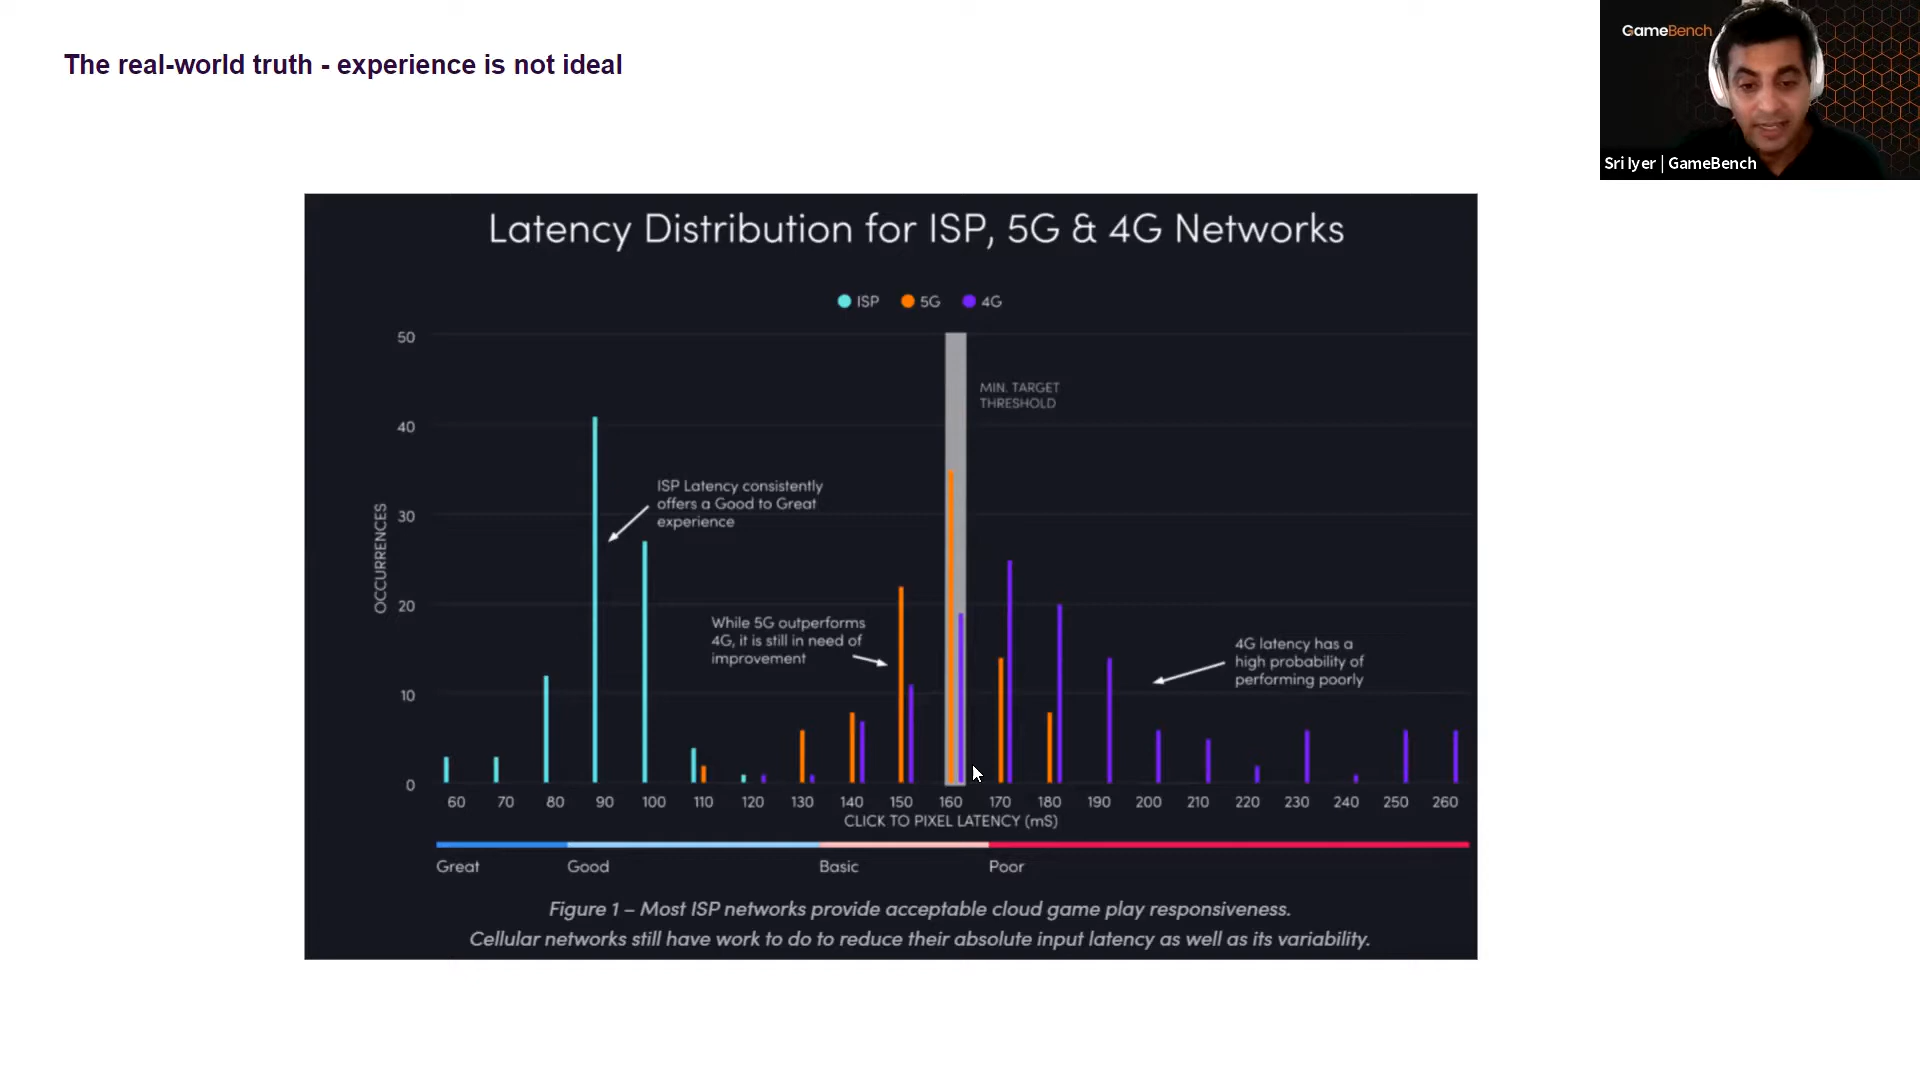 The real-world truth - experience is not ideal
GameBench
Sri Iyer | GameBench
Latency Distribution for ISP, 5G & 4G Networks
ISP 5G 4G
50
40
30
20
10
0
OCCURRENCES
MIN. TARGET
THRESHOLD
ISP Latency consistently
offers a Good to Great
experience
While 5G outperforms
4G, it is still in need of
improvement
4G latency has a
high probability of
performing poorly
60 70 80 90 100 110 120 130 140 150 160 170 180 190 200 210 220 230 240 250 260
CLICK TO PIXEL LATENCY (mS)
Great Good Basic Poor
Figure 1 – Most ISP networks provide acceptable cloud game play responsiveness.
Cellular networks still have work to do to reduce their absolute input latency as well as its variability.